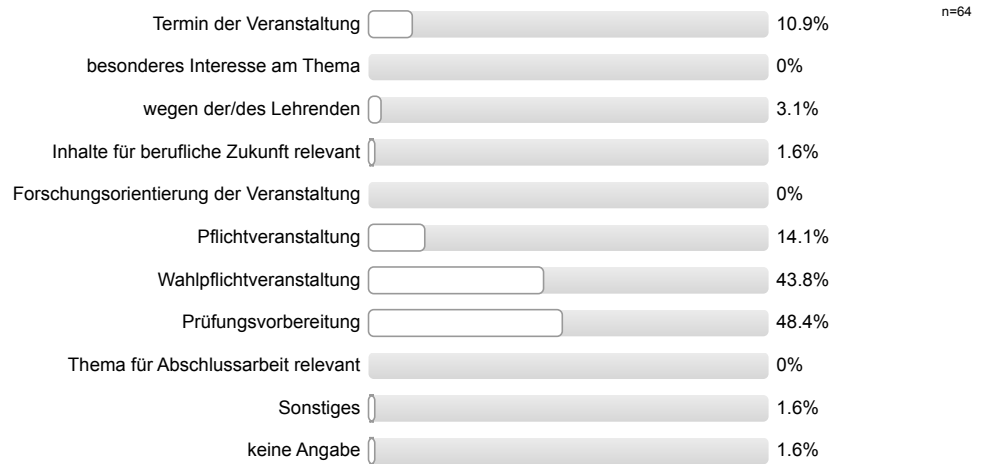 n=64
Termin der Veranstaltung 10.9%
besonderes Interesse am Thema 0%
wegen der/des Lehrenden 3.1%
Inhalte für berufliche Zukunft relevant 1.6%
Forschungsorientierung der Veranstaltung 0%
Pflichtveranstaltung 14.1%
Wahlpflichtveranstaltung 43.8%
Prüfungsvorbereitung 48.4%
Thema für Abschlussarbeit relevant 0%
Sonstiges 1.6%
keine Angabe 1.6%